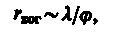 r_ког ~ λ/φ,